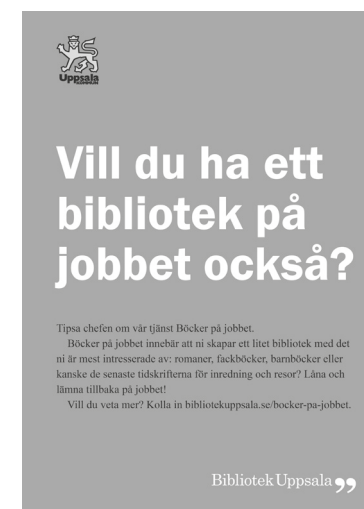 Uppsala
KOMMUN
Vill du ha ett
bibliotek på
jobbet också?
Tipsa chefen om vår tjänst Böcker på jobbet.
Böcker på jobbet innebär att ni skapar ett litet bibliotek med det
ni är mest intresserade av: romaner, fackböcker, barnböcker eller
kanske de senaste tidskrifterna för inredning och resor? Låna och
lämna tillbaka på jobbet!
Vill du veta mer? Kolla in bibliotekuppsala.se/bocker-pa-jobbet.
Bibliotek Uppsala